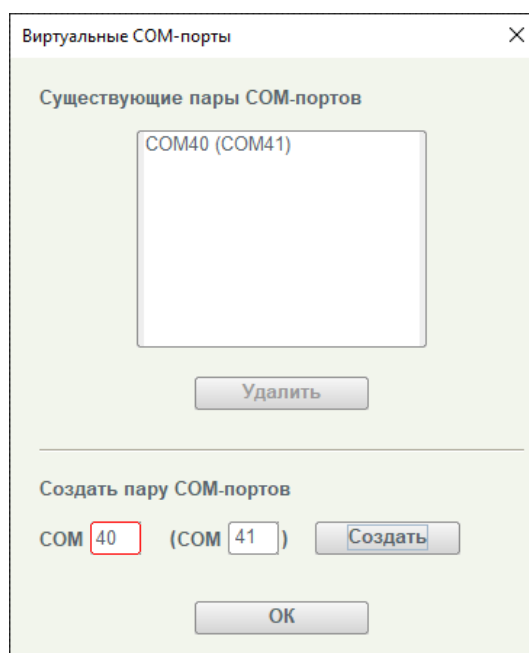 Виртуальные COM-порты
Существующие пары COM-портов
COM40 (COM41)
Удалить
Создать пару COM-портов
COM 40 (COM 41 ) Создать
ОК